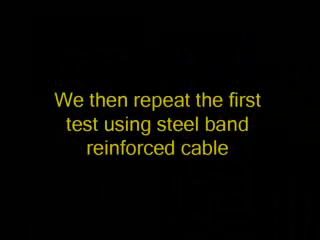 We then repeat the first
test using steel band
reinforced cable